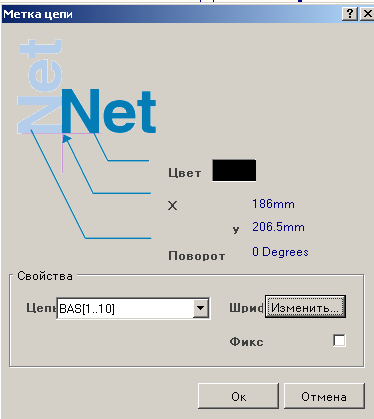 Метка цепи
Net
Net
Цвет
X 186mm
y 206.5mm
Поворот 0 Degrees
Свойства
Цепь BAS[1..10] Шриф Изменить...
Фикс
Ок Отмена